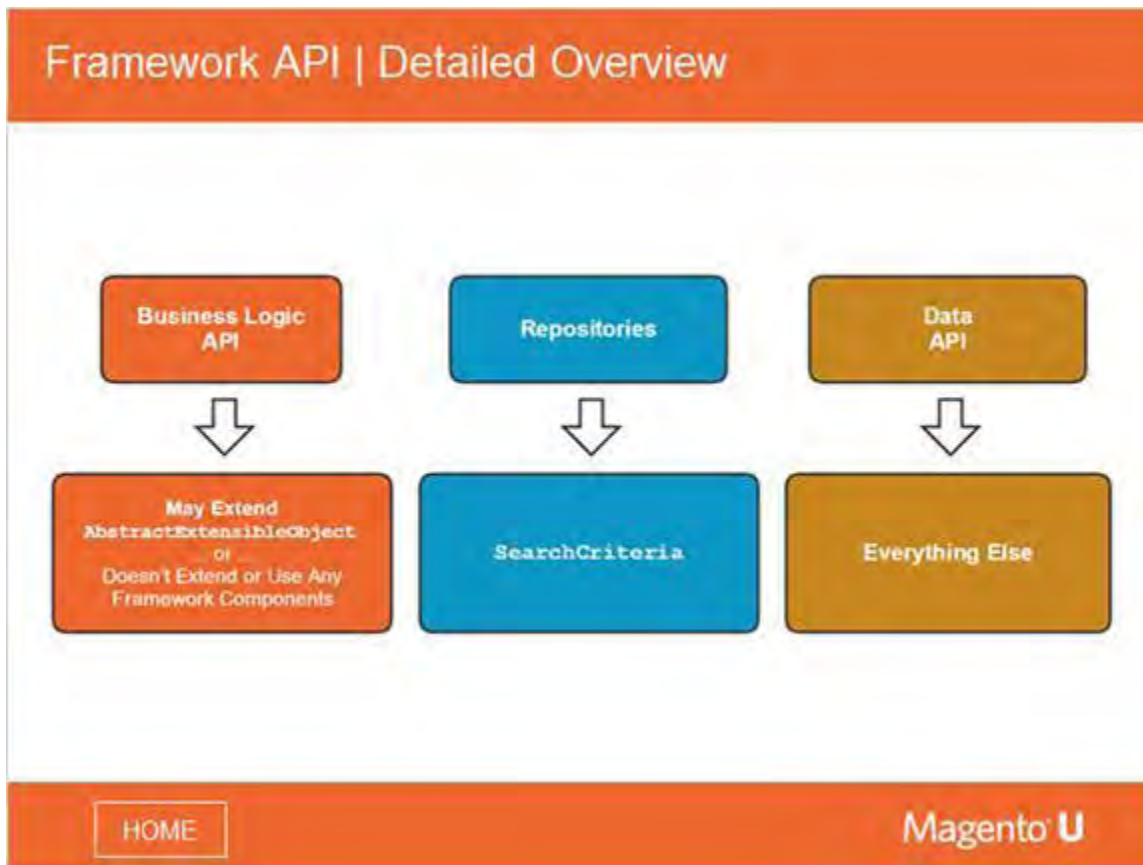 Framework API | Detailed Overview
Business Logic
API
Repositories
Data
API
May Extend
AbstractExtensibleObject
... or ...
Doesn't Extend or Use Any
Framework Components
SearchCriteria
Everything Else
HOME
Magento U